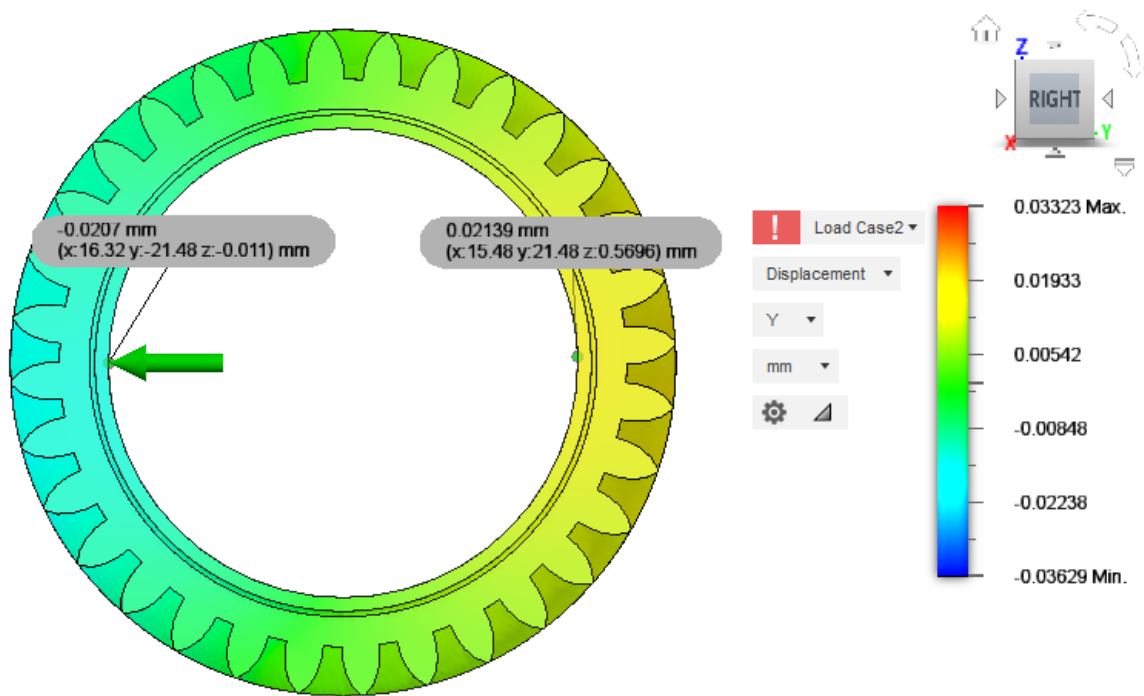 Z
RIGHT
X
Y
-0.0207 mm
(x:16.32 y:-21.48 z:-0.011) mm
0.02139 mm
(x:15.48 y:21.48 z:0.5696) mm
! Load Case2
Displacement
Y
mm
0.03323 Max.
0.01933
0.00542
-0.00848
-0.02238
-0.03629 Min.